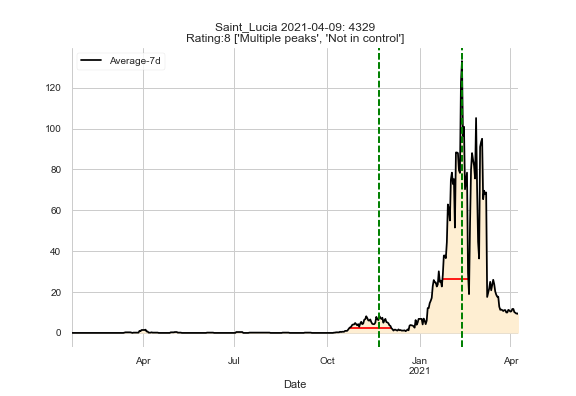 Saint_Lucia 2021-04-09: 4329
Rating:8 ['Multiple peaks', 'Not in control']
Average-7d
120
100
80
60
40
20
0
Apr
Jul
Oct
Jan
2021
Apr
Date